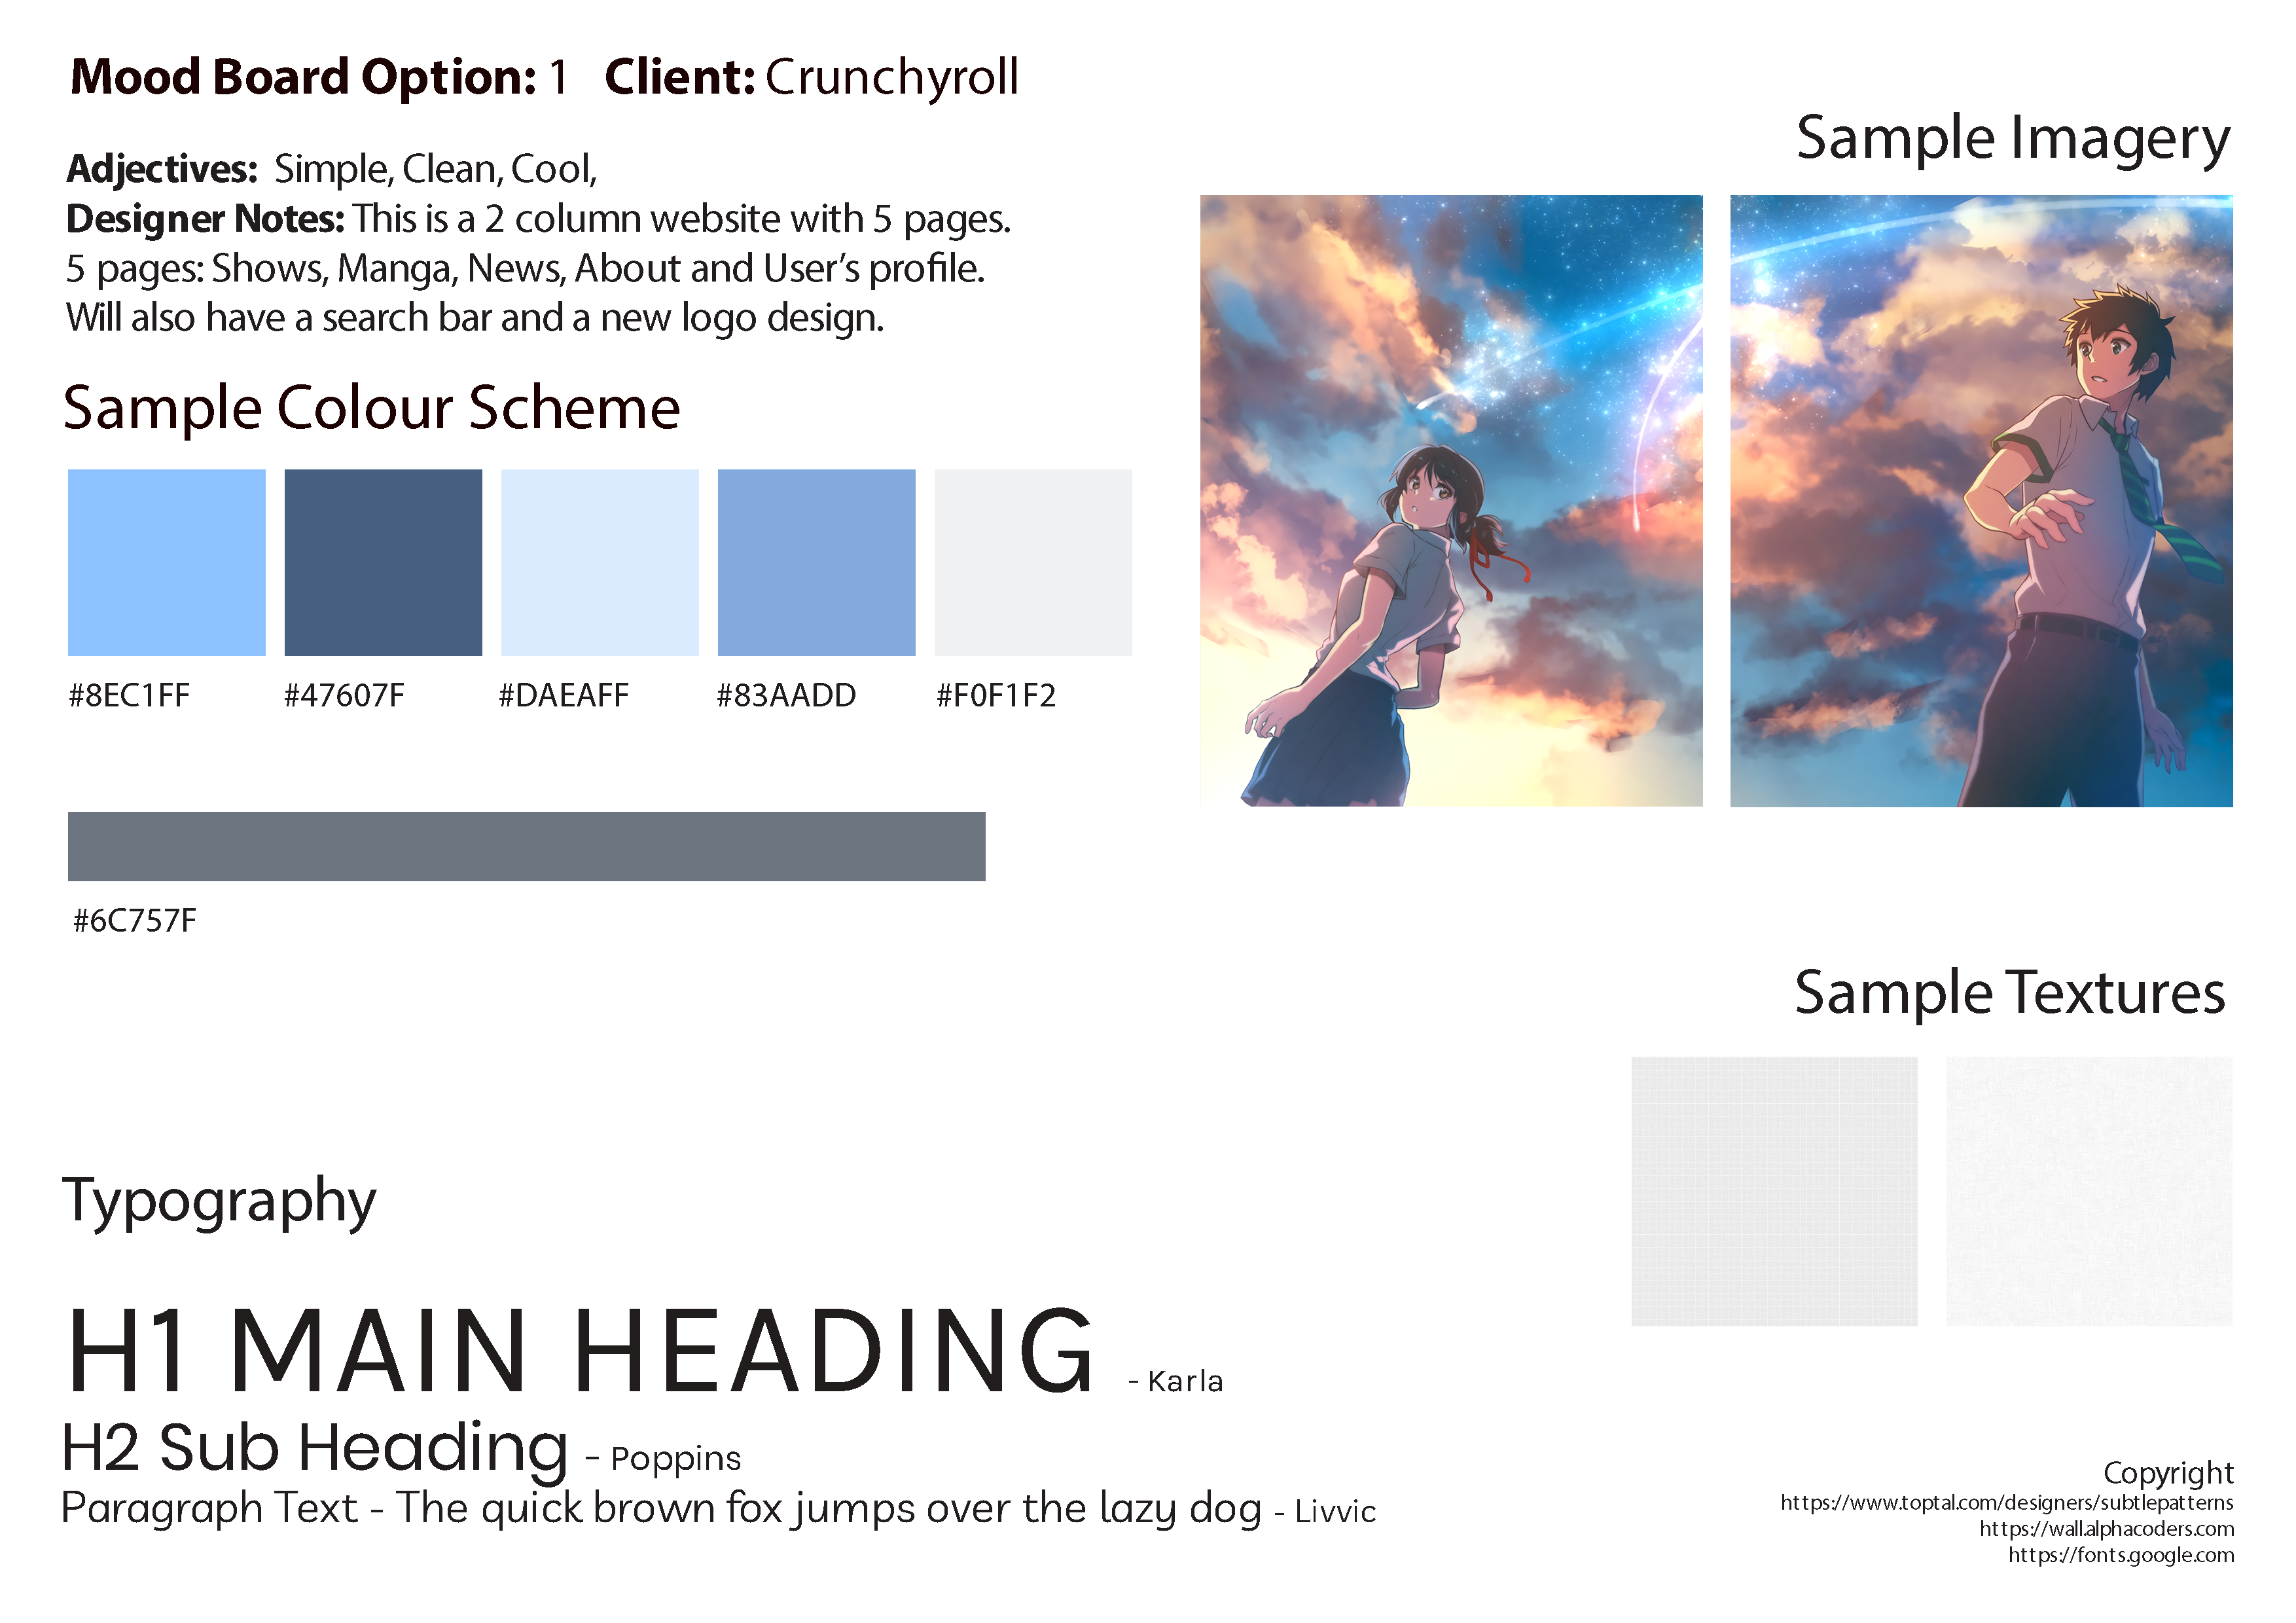 Mood Board Option: 1 Client: Crunchyroll
Adjectives: Simple, Clean, Cool,
Designer Notes: This is a 2 column website with 5 pages.
5 pages: Shows, Manga, News, About and User’s profile.
Will also have a search bar and a new logo design.
Sample Colour Scheme
#8EC1FF #47607F #DAEAFF #83AADD #F0F1F2
#6C757F
Sample Imagery
Sample Textures
Typography
H1 MAIN HEADING - Karla
H2 Sub Heading - Poppins
Paragraph Text - The quick brown fox jumps over the lazy dog - Livvic
Copyright
https://www.toptal.com/designers/subtlepatterns
https://wall.alphacoders.com
https://fonts.google.com